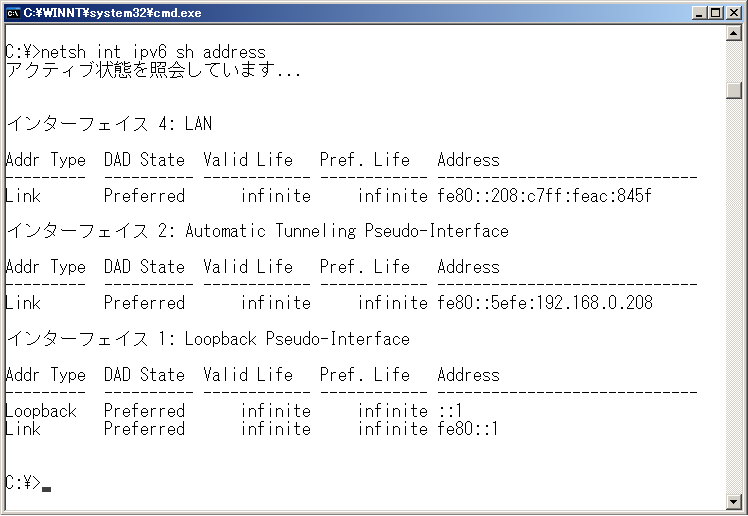 C:¥WINNT¥system32¥cmd.exe
C:¥>netsh int ipv6 sh address
アクティブ状態を照会しています...
インターフェイス 4: LAN
Addr Type  DAD State  Valid Life   Pref. Life   Address
---------  ---------- ------------ ------------ -----------------------------
Link       Preferred      infinite     infinite fe80::208:c7ff:feac:845f
インターフェイス 2: Automatic Tunneling Pseudo-Interface
Addr Type  DAD State  Valid Life   Pref. Life   Address
---------  ---------- ------------ ------------ -----------------------------
Link       Preferred      infinite     infinite fe80::5efe:192.168.0.208
インターフェイス 1: Loopback Pseudo-Interface
Addr Type  DAD State  Valid Life   Pref. Life   Address
---------  ---------- ------------ ------------ -----------------------------
Loopback   Preferred      infinite     infinite ::1
Link       Preferred      infinite     infinite fe80::1
C:¥>_